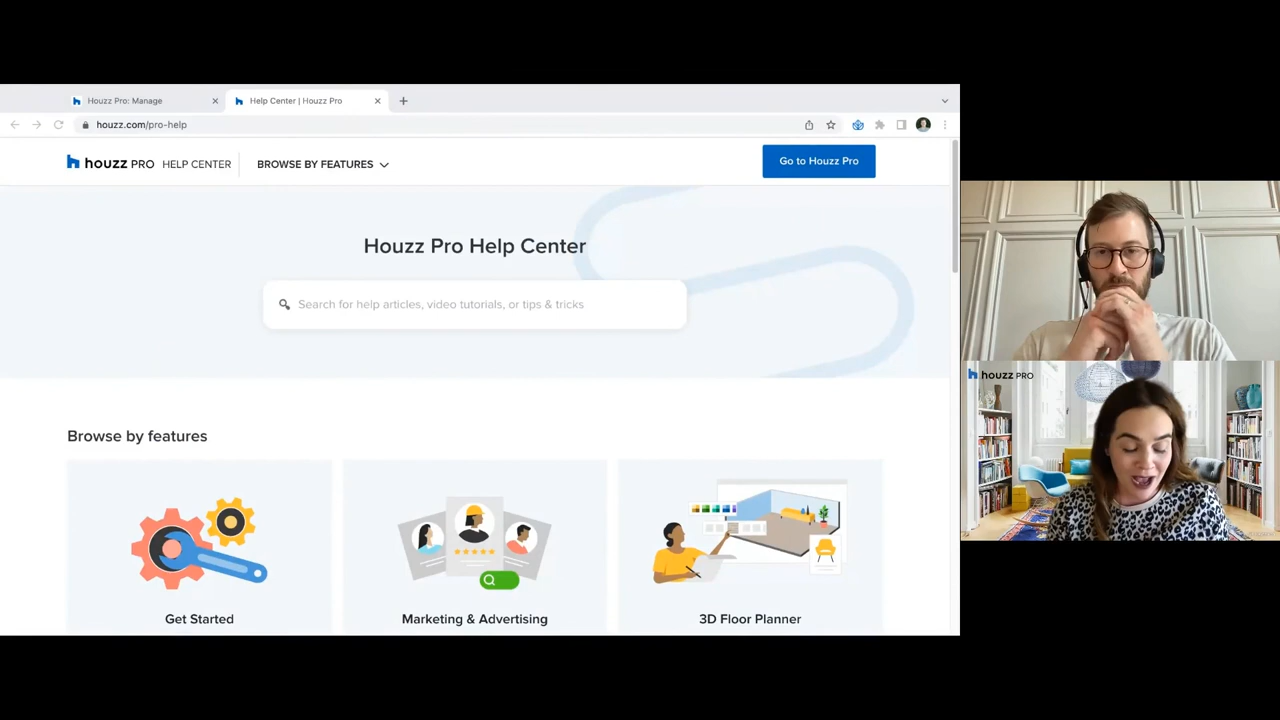 Houzz Pro: Manage
Help Center | Houzz Pro
houzz.com/pro-help
houzz PRO HELP CENTER
BROWSE BY FEATURES
Go to Houzz Pro
Houzz Pro Help Center
Search for help articles, video tutorials, or tips & tricks
houzz PRO
Browse by features
Get Started
Marketing & Advertising
3D Floor Planner